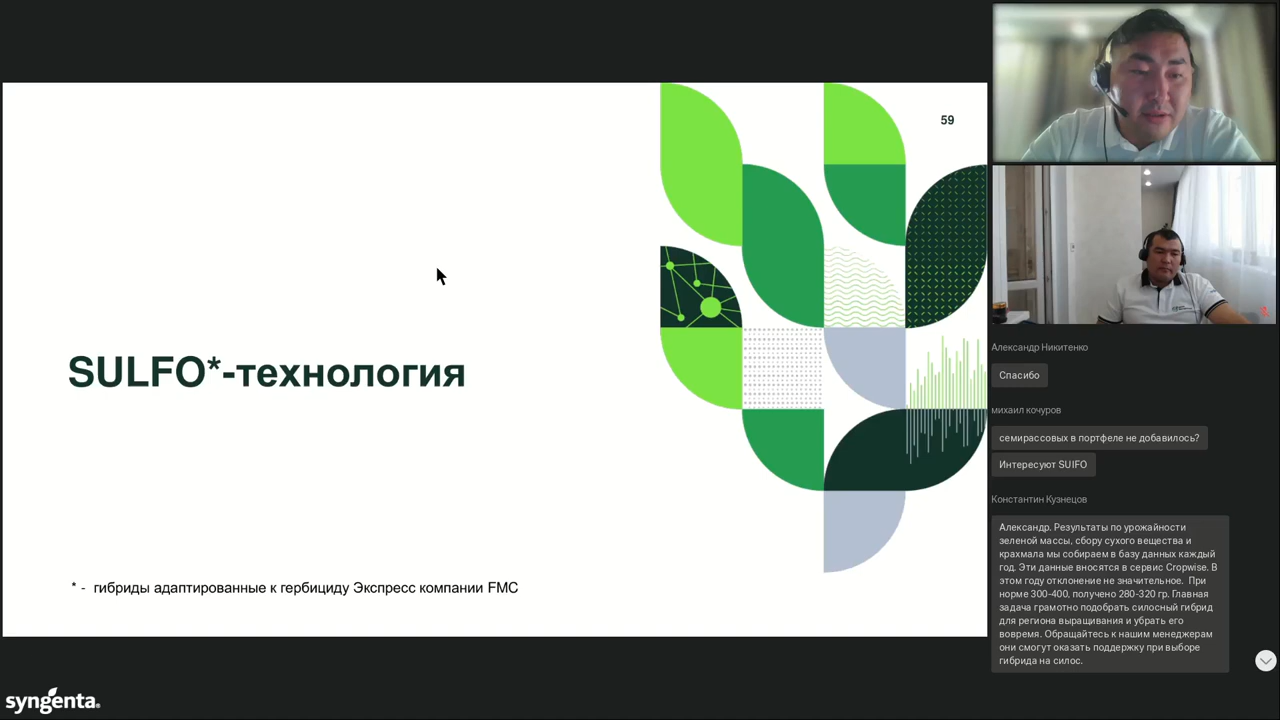 59
SULFO*-технология
* - гибриды адаптированные к гербициду Экспресс компании FMC
syngenta.
Александр Никитенко
Спасибо
михаил кочуров
семирассовых в портфеле не добавилось?
Интересуют SUIFO
Константин Кузнецов
Александр. Результаты по урожайности
зеленой массы, сбору сухого вещества и
крахмала мы собираем в базу данных каждый
год. Эти данные вносятся в сервис Cropwise. В
этом году отклонение не значительное. При
норме 300-400, получено 280-320 гр. Главная
задача грамотно подобрать силосный гибрид
для региона выращивания и убрать его
вовремя. Обращайтесь к нашим менеджерам
они смогут оказать поддержку при выборе
гибрида на силос.